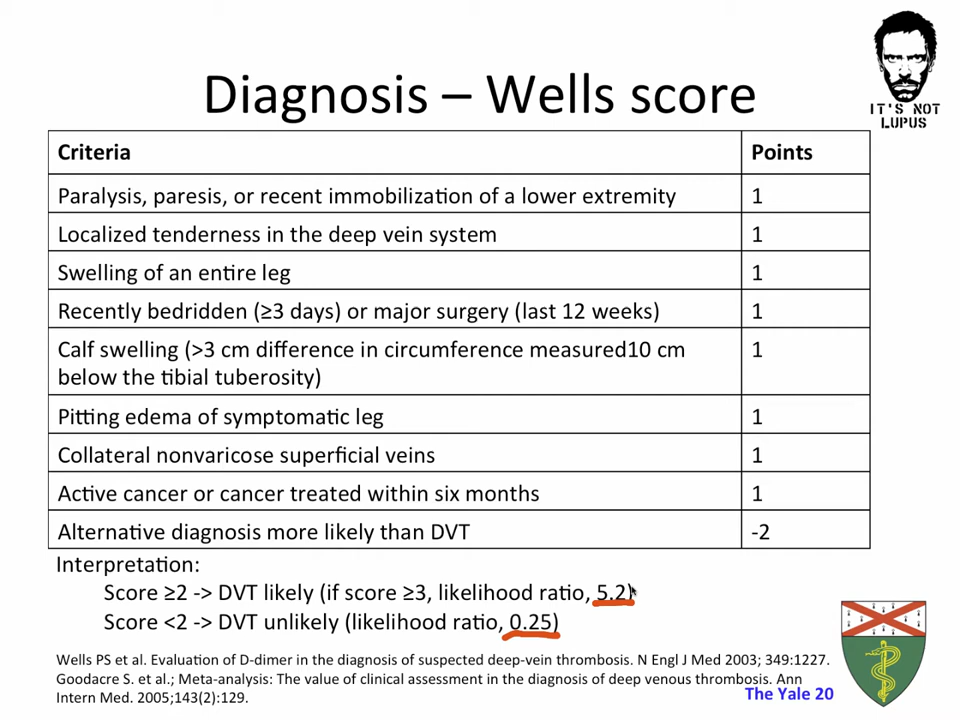 IT'S NOT
LUPUS
Diagnosis – Wells score
Criteria Points
Paralysis, paresis, or recent immobilization of a lower extremity 1
Localized tenderness in the deep vein system 1
Swelling of an entire leg 1
Recently bedridden (≥3 days) or major surgery (last 12 weeks) 1
Calf swelling (>3 cm difference in circumference measured10 cm 1
below the tibial tuberosity)
Pitting edema of symptomatic leg 1
Collateral nonvaricose superficial veins 1
Active cancer or cancer treated within six months 1
Alternative diagnosis more likely than DVT -2
Interpretation:
Score ≥2 -> DVT likely (if score ≥3, likelihood ratio, 5.2)
Score <2 -> DVT unlikely (likelihood ratio, 0.25)
Wells PS et al. Evaluation of D-dimer in the diagnosis of suspected deep-vein thrombosis. N Engl J Med 2003; 349:1227.
Goodacre S. et al.; Meta-analysis: The value of clinical assessment in the diagnosis of deep venous thrombosis. Ann
Intern Med. 2005;143(2):129.
The Yale 20